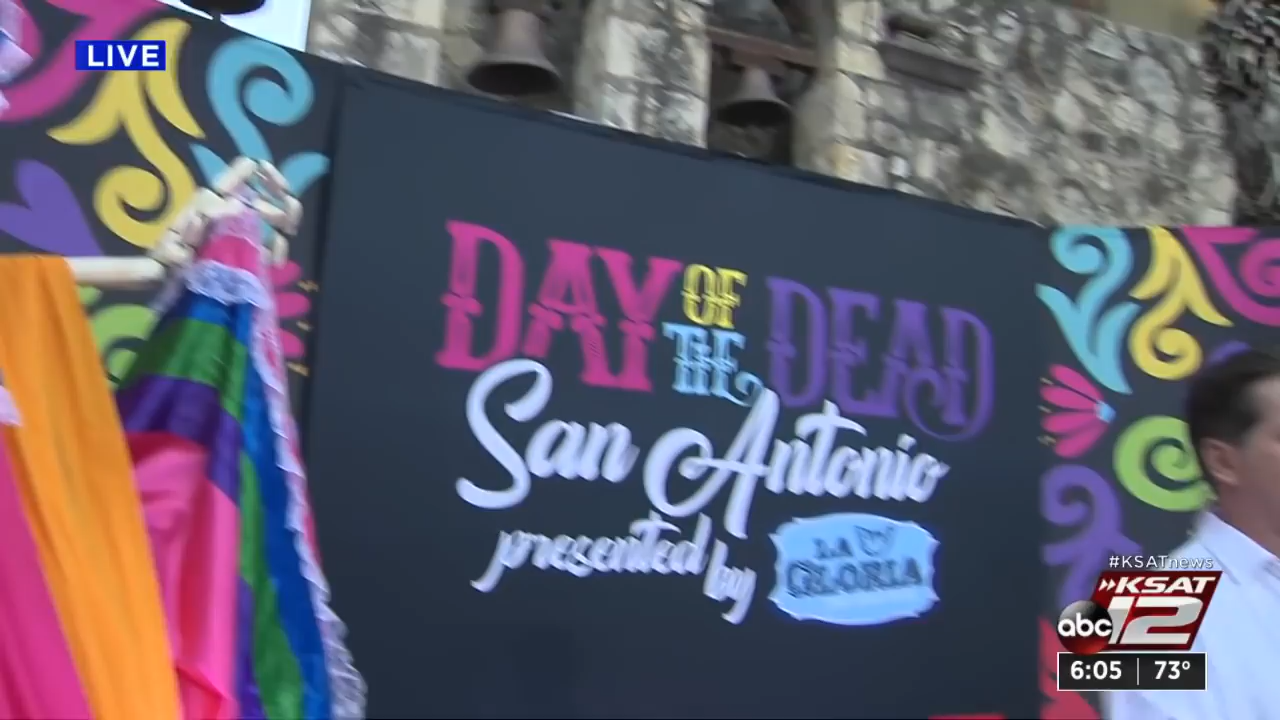 LIVE
DAY OF THE DEAD
San Antonio
presented by LA GLORIA
#KSATnews
KSAT
abc 12
6:05 73°